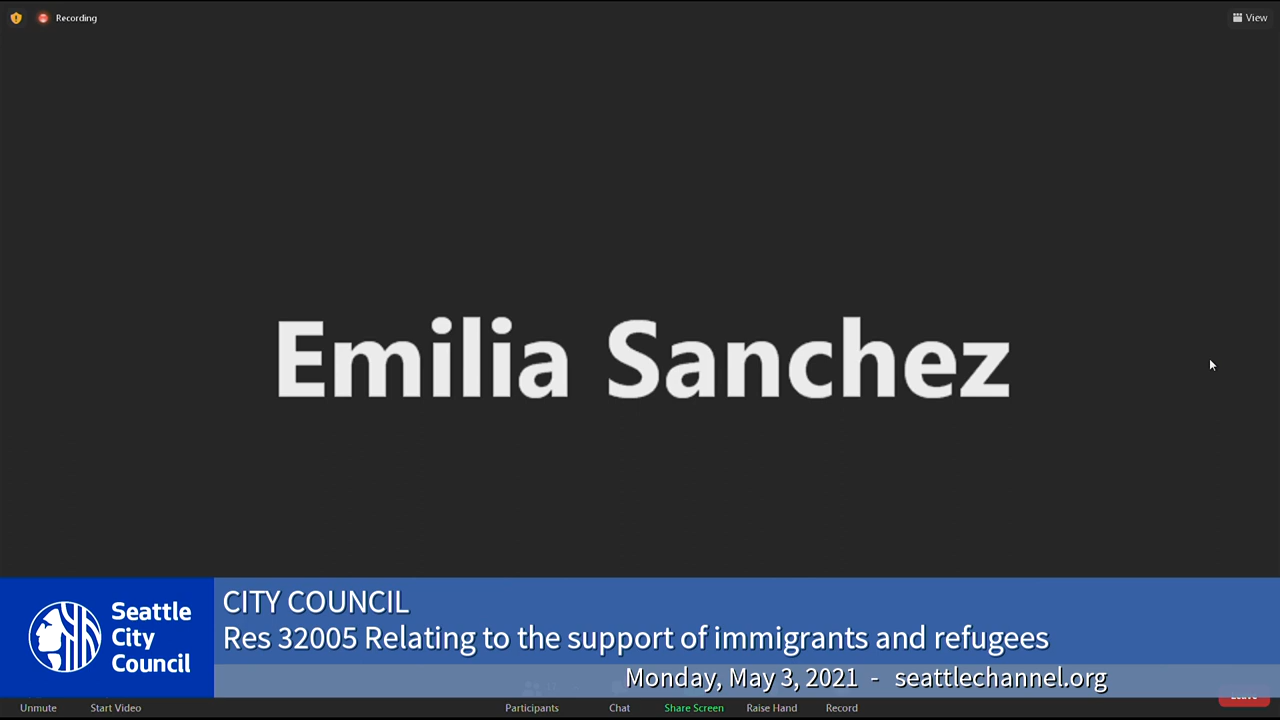 Recording
View
Emilia Sanchez
Seattle
City
Council
CITY COUNCIL
Res 32005 Relating to the support of immigrants and refugees
Monday, May 3, 2021 - seattlechannel.org
Leave
Unmute
Start Video
Participants
Chat
Share Screen
Raise Hand
Record